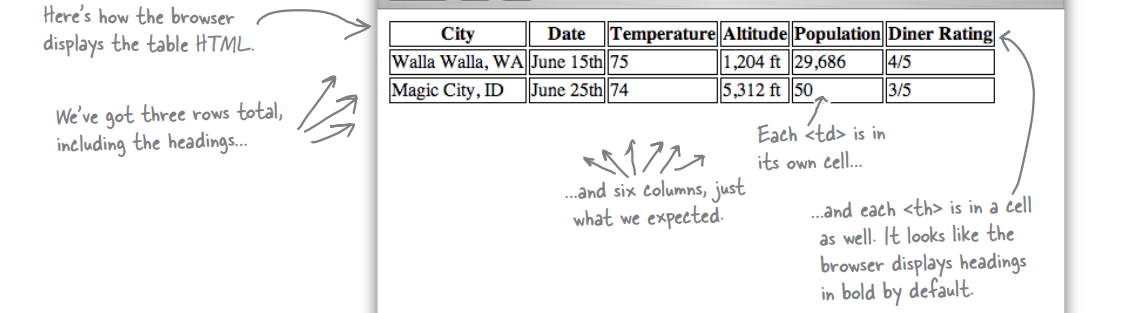 Here's how the browser
displays the table HTML.
City Date Temperature Altitude Population Diner Rating
Walla Walla, WA June 15th 75 1,204 ft 29,686 4/5
Magic City, ID June 25th 74 5,312 ft 50 3/5
We've got three rows total,
including the headings...
Each <td> is in
its own cell...
...and six columns, just
what we expected.
...and each <th> is in a cell
as well. It looks like the
browser displays headings
in bold by default.